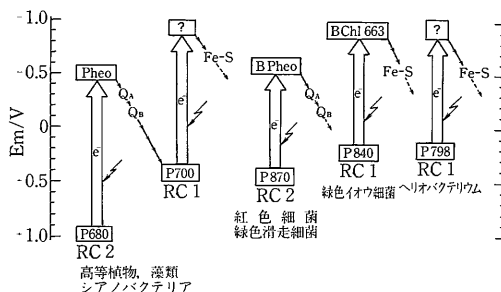 Em/V
-1.0
-0.5
0
-0.5
+1.0
Pheo
QA
QB
e-
P680
RC 2
?
Fe-S
e-
P700
RC 1
高等植物,藻類
シアノバクテリア
B Pheo
QA
QB
e-
P870
RC 2
紅色細菌
緑色滑走細菌
BChl 663
Fe-S
e-
P840
RC 1
緑色イオウ細菌
?
Fe-S
e-
P798
RC 1
ヘリオバクテリウム